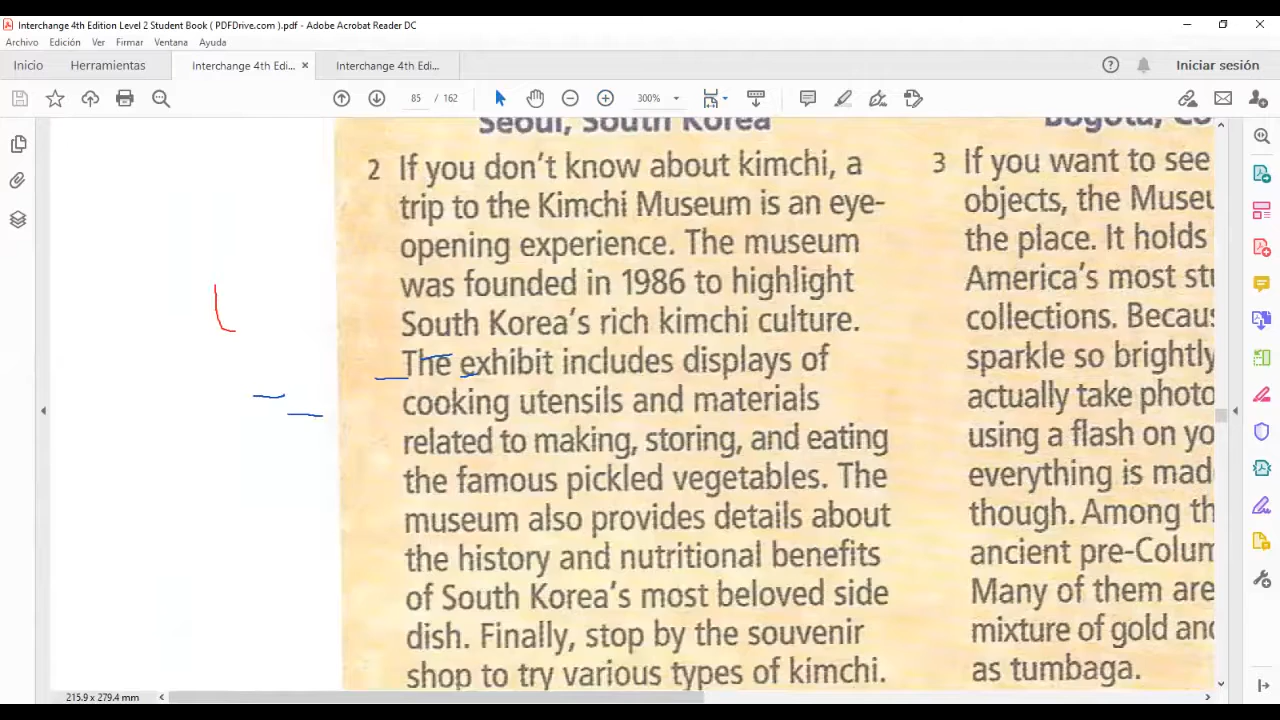 Interchange 4th Edition Level 2 Student Book ( PDFDrive.com ).pdf - Adobe Acrobat Reader DC
Archivo Edición Ver Firmar Ventana Ayuda
Inicio Herramientas Interchange 4th Edi... × Interchange 4th Edi... Iniciar sesión
85 / 162 300%
Seoul, South Korea
2 If you don't know about kimchi, a
trip to the Kimchi Museum is an eye-
opening experience. The museum
was founded in 1986 to highlight
South Korea's rich kimchi culture.
The exhibit includes displays of
cooking utensils and materials
related to making, storing, and eating
the famous pickled vegetables. The
museum also provides details about
the history and nutritional benefits
of South Korea's most beloved side
dish. Finally, stop by the souvenir
shop to try various types of kimchi.
Bogotá, Co
3 If you want to see
objects, the Museu
the place. It holds
America's most stu
collections. Becaus
sparkle so brightly
actually take photo
using a flash on yo
everything is mad
though. Among th
ancient pre-Colum
Many of them are
mixture of gold and
as tumbaga.
215.9 x 279.4 mm